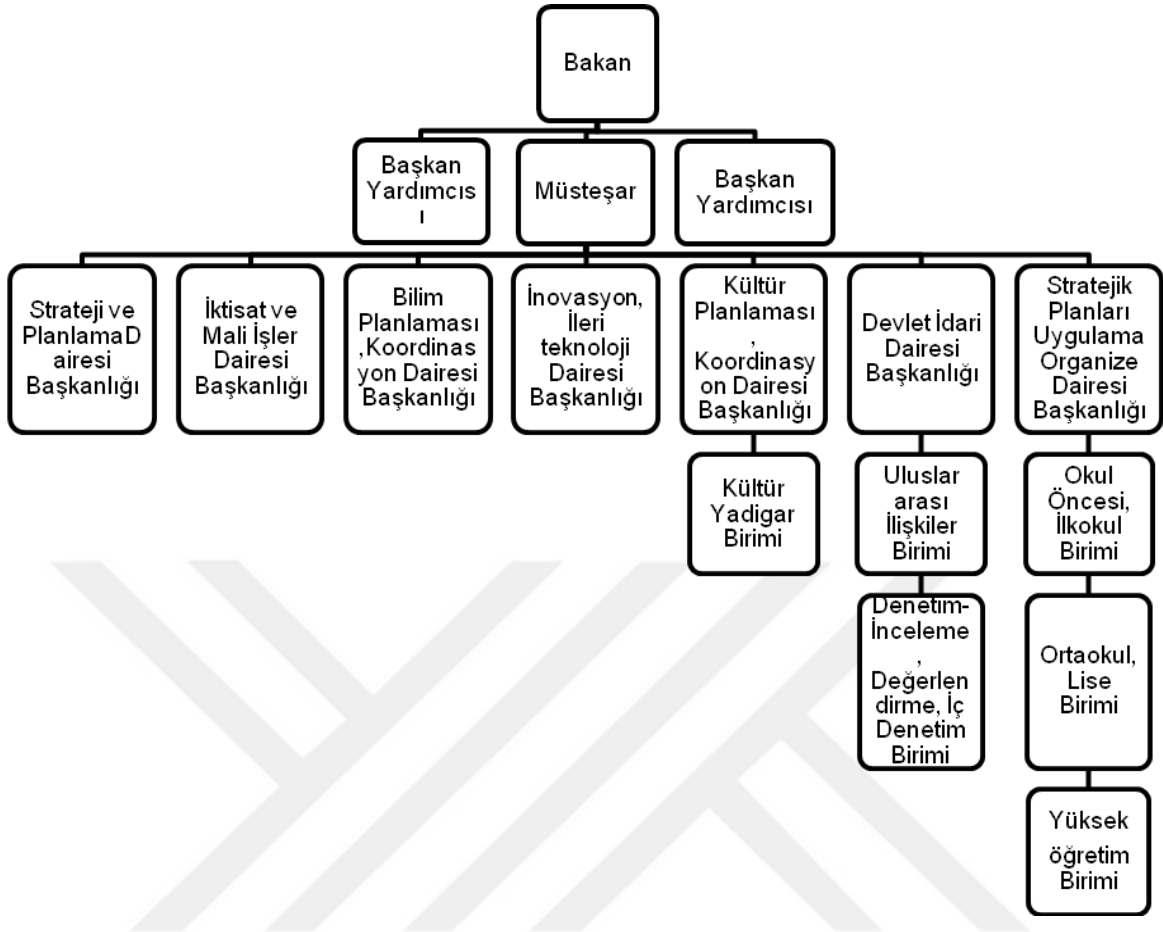 Bakan
Başkan
Yardımcıs
ı
Müsteşar
Başkan
Yardımcısı
Strateji ve
PlanlamaD
airesi
Başkanlığı
İktisat ve
Mali İşler
Dairesi
Başkanlığı
Bilim
Planlaması
,Koordinas
yon Dairesi
Başkanlığı
İnovasyon,
İleri
teknoloji
Dairesi
Başkanlığı
Kültür
Planlaması
,
Koordinasy
on Dairesi
Başkanlığı
Devlet İdari
Dairesi
Başkanlığı
Stratejik
Planları
Uygulama
Organize
Dairesi
Başkanlığı
Kültür
Yadigar
Birimi
Uluslar
arası
İlişkiler
Birimi
Denetim-
İnceleme
,
Değerlen
dirme, İç
Denetim
Birimi
Okul
Öncesi,
İlkokul
Birimi
Ortaokul,
Lise
Birimi
Yüksek
öğretim
Birimi